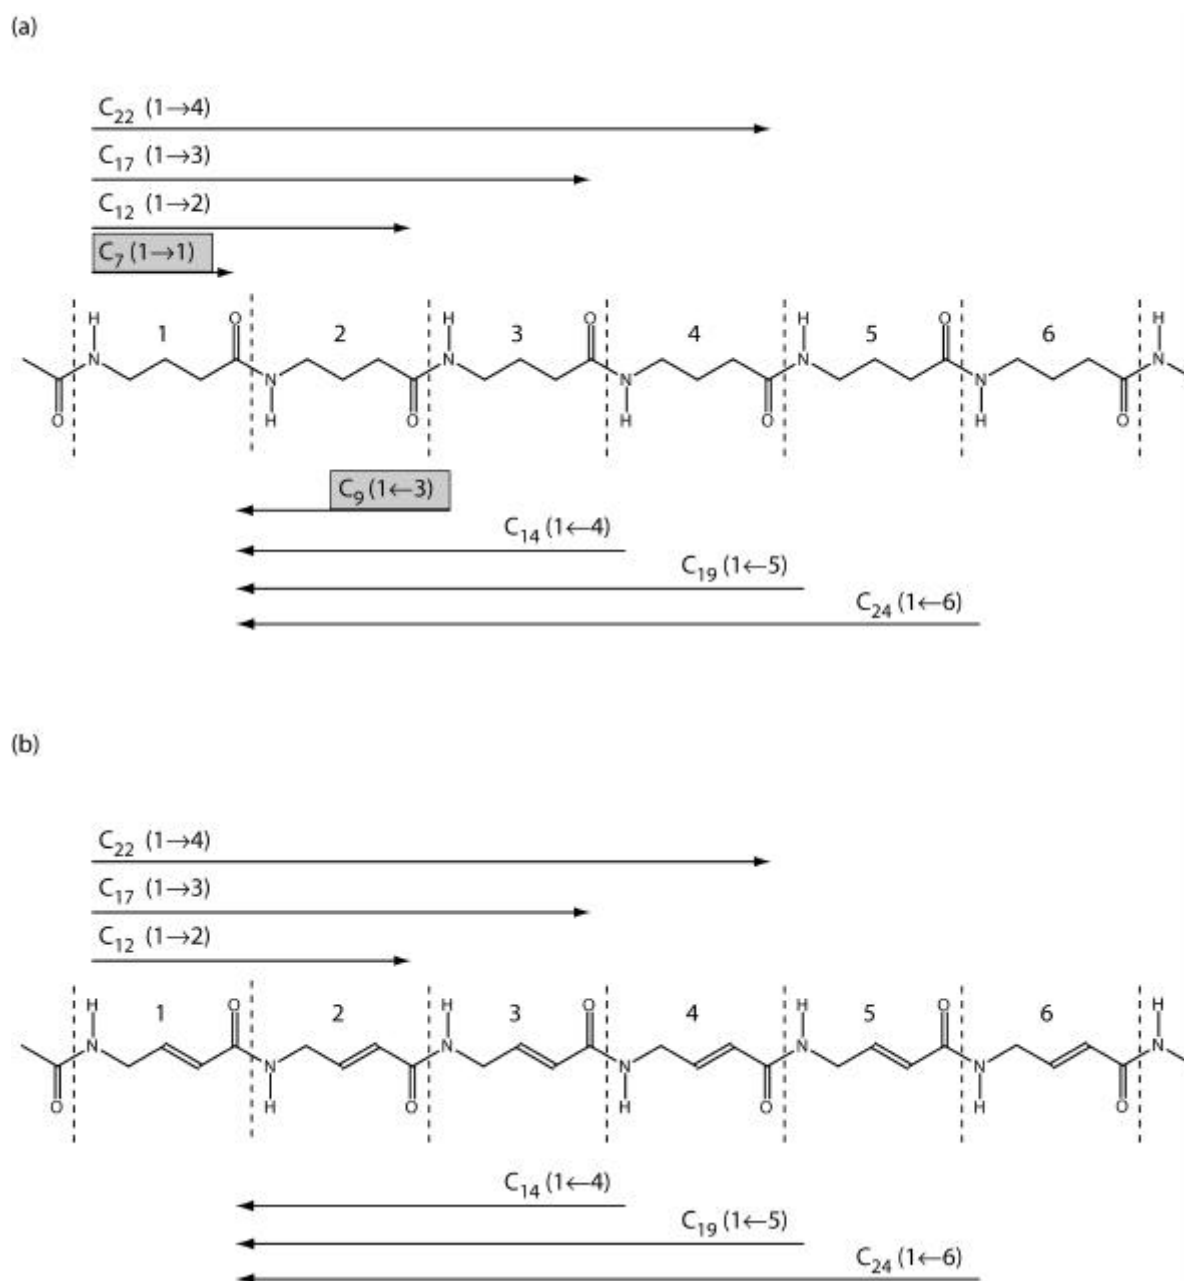 (a)
C₂₂ (1→4)
C₁₇ (1→3)
C₁₂ (1→2)
C₇ (1→1)
H O H O H O H
1 2 3 4 5 6
N N N N N N N
O H O H O H O
C₉ (1←3)
C₁₄ (1←4)
C₁₉ (1←5)
C₂₄ (1←6)
(b)
C₂₂ (1→4)
C₁₇ (1→3)
C₁₂ (1→2)
H O H O H O H
1 2 3 4 5 6
N N N N N N N
O H O H O H O
C₁₄ (1←4)
C₁₉ (1←5)
C₂₄ (1←6)